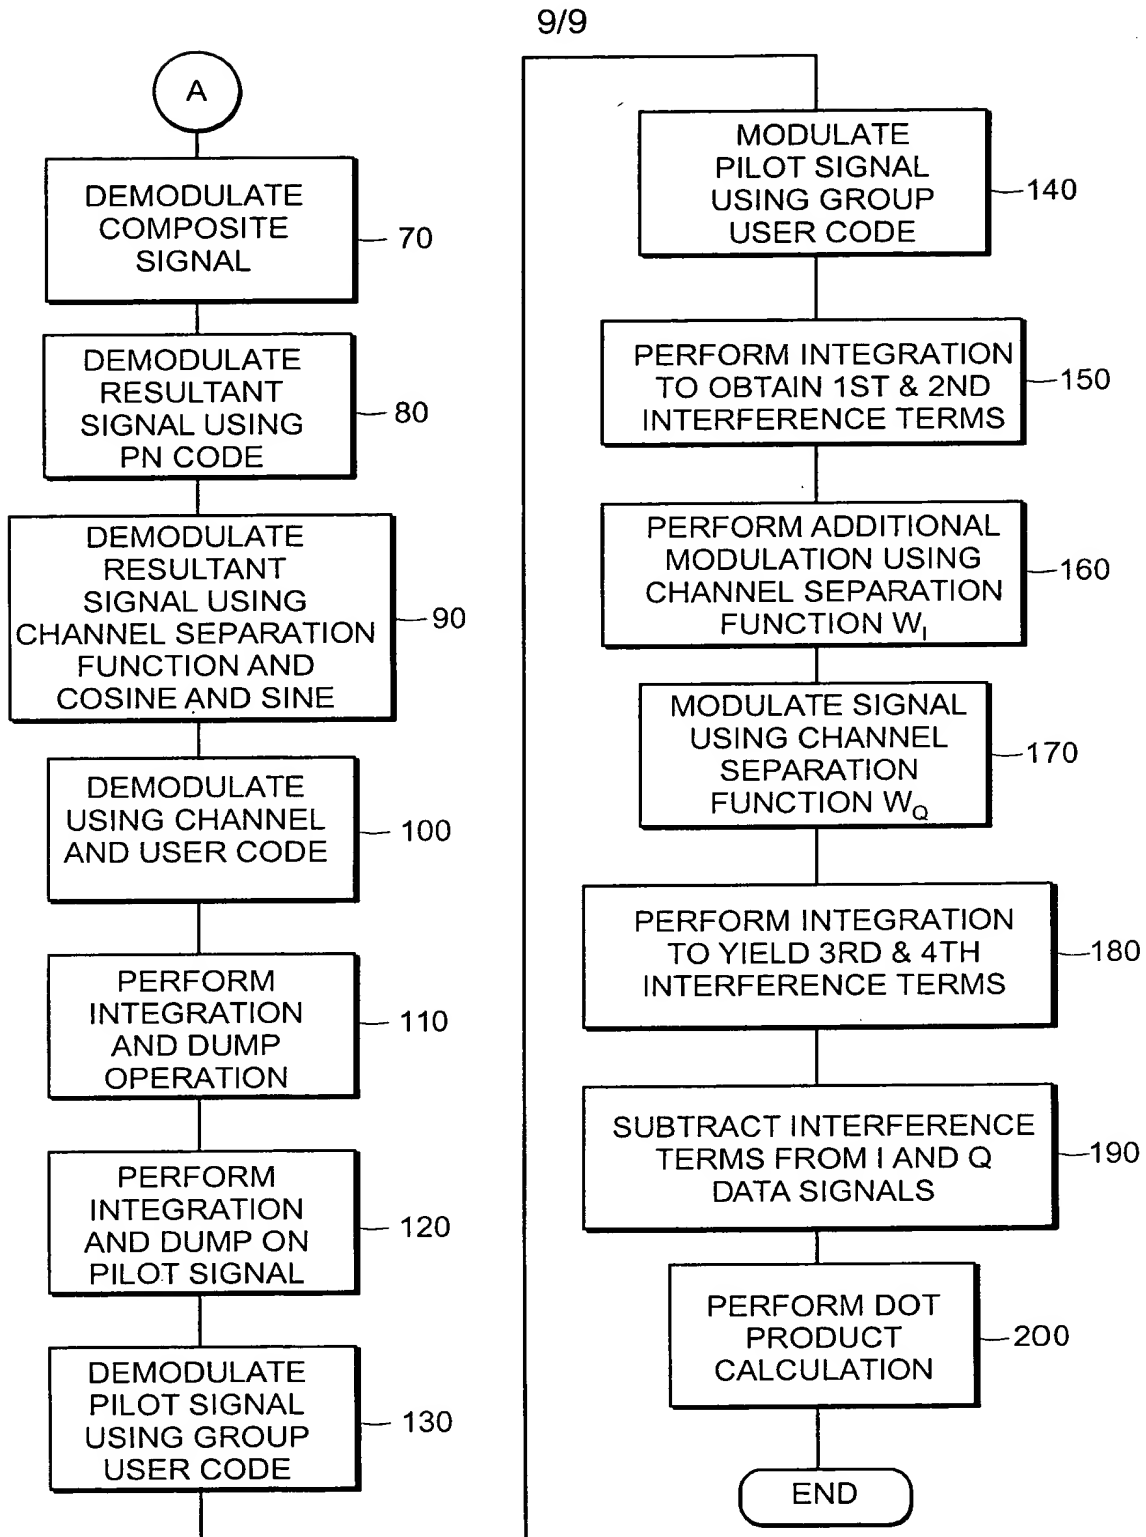 9/9
A
DEMODULATE
COMPOSITE
SIGNAL
70
DEMODULATE
RESULTANT
SIGNAL USING
PN CODE
80
DEMODULATE
RESULTANT
SIGNAL USING
CHANNEL SEPARATION
FUNCTION AND
COSINE AND SINE
90
DEMODULATE
USING CHANNEL
AND USER CODE
100
PERFORM
INTEGRATION
AND DUMP
OPERATION
110
PERFORM
INTEGRATION
AND DUMP ON
PILOT SIGNAL
120
DEMODULATE
PILOT SIGNAL
USING GROUP
USER CODE
130
MODULATE
PILOT SIGNAL
USING GROUP
USER CODE
140
PERFORM INTEGRATION
TO OBTAIN 1ST & 2ND
INTERFERENCE TERMS
150
PERFORM ADDITIONAL
MODULATION USING
CHANNEL SEPARATION
FUNCTION W_I
160
MODULATE SIGNAL
USING CHANNEL
SEPARATION
FUNCTION W_Q
170
PERFORM INTEGRATION
TO YIELD 3RD & 4TH
INTERFERENCE TERMS
180
SUBTRACT INTERFERENCE
TERMS FROM I AND Q
DATA SIGNALS
190
PERFORM DOT
PRODUCT
CALCULATION
200
END